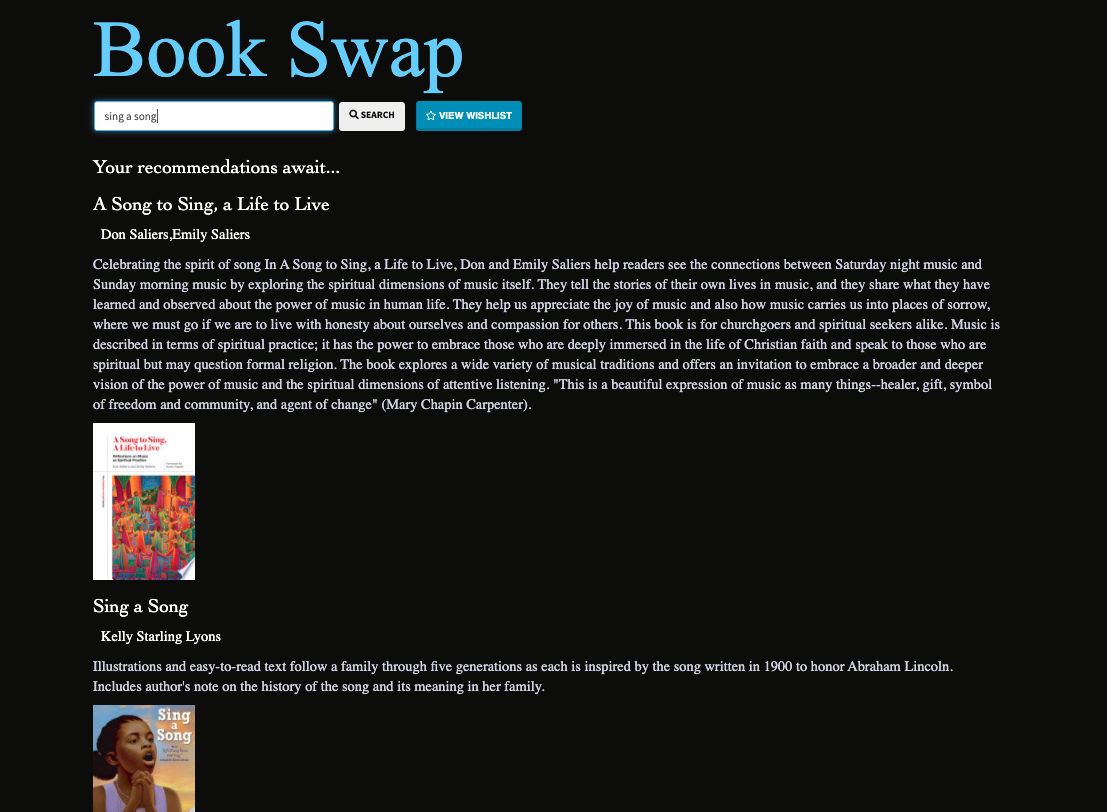 Book Swap
sing a song
SEARCH
VIEW WISHLIST
Your recommendations await...
A Song to Sing, a Life to Live
Don Saliers,Emily Saliers
Celebrating the spirit of song In A Song to Sing, a Life to Live, Don and Emily Saliers help readers see the connections between Saturday night music and
Sunday morning music by exploring the spiritual dimensions of music itself. They tell the stories of their own lives in music, and they share what they have
learned and observed about the power of music in human life. They help us appreciate the joy of music and also how music carries us into places of sorrow,
where we must go if we are to live with honesty about ourselves and compassion for others. This book is for churchgoers and spiritual seekers alike. Music is
described in terms of spiritual practice; it has the power to embrace those who are deeply immersed in the life of Christian faith and speak to those who are
spiritual but may question formal religion. The book explores a wide variety of musical traditions and offers an invitation to embrace a broader and deeper
vision of the power of music and the spiritual dimensions of attentive listening. "This is a beautiful expression of music as many things--healer, gift, symbol
of freedom and community, and agent of change" (Mary Chapin Carpenter).
A Song to Sing,
A Life to Live
Reflections on Music
as Spiritual Practice
Don Saliers and Emily Saliers
Sing a Song
Kelly Starling Lyons
Illustrations and easy-to-read text follow a family through five generations as each is inspired by the song written in 1900 to honor Abraham Lincoln.
Includes author's note on the history of the song and its meaning in her family.
Sing
a
Song